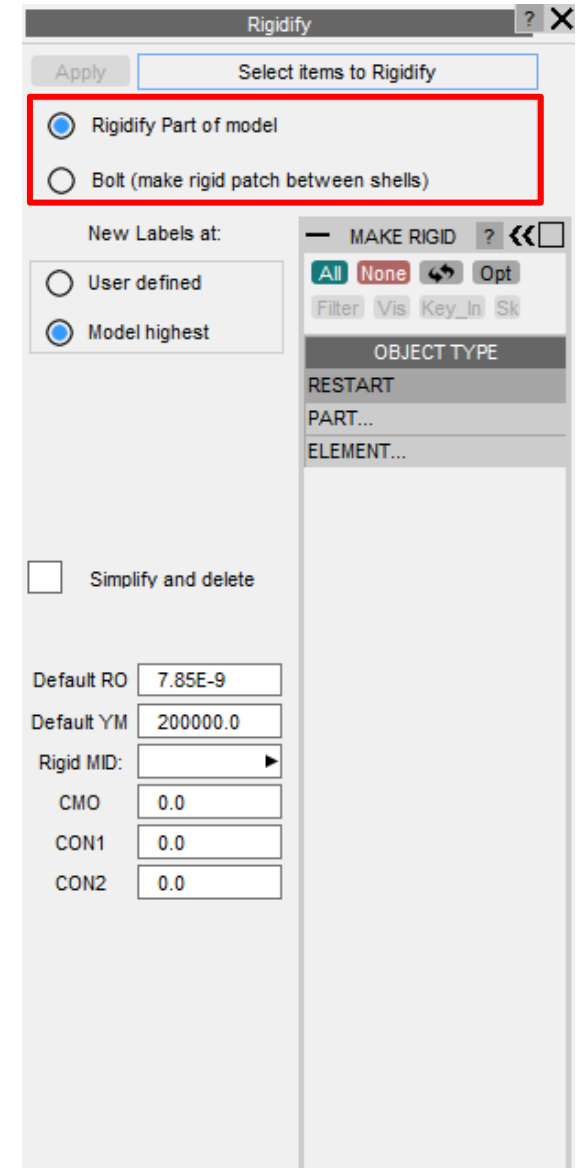 Rigidify ? X
Apply Select items to Rigidify
Rigidify Part of model
Bolt (make rigid patch between shells)
New Labels at:
User defined
Model highest
MAKE RIGID ?
All None Opt
Filter Vis Key_In Sk
OBJECT TYPE
RESTART
PART...
ELEMENT...
Simplify and delete
Default RO 7.85E-9
Default YM 200000.0
Rigid MID:
CMO 0.0
CON1 0.0
CON2 0.0